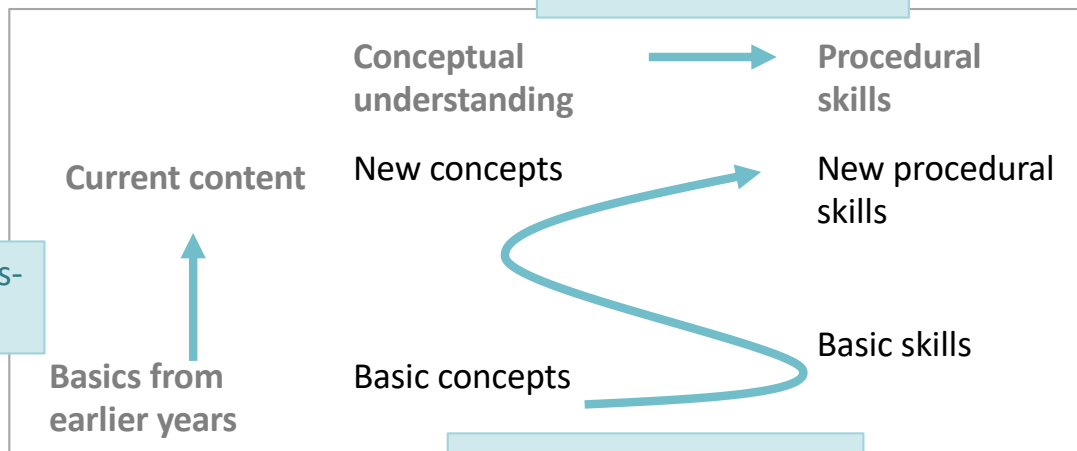 Conceptual
understanding
Procedural
skills
Current content
New concepts
New procedural
skills
s-
Basic skills
Basics from
earlier years
Basic concepts